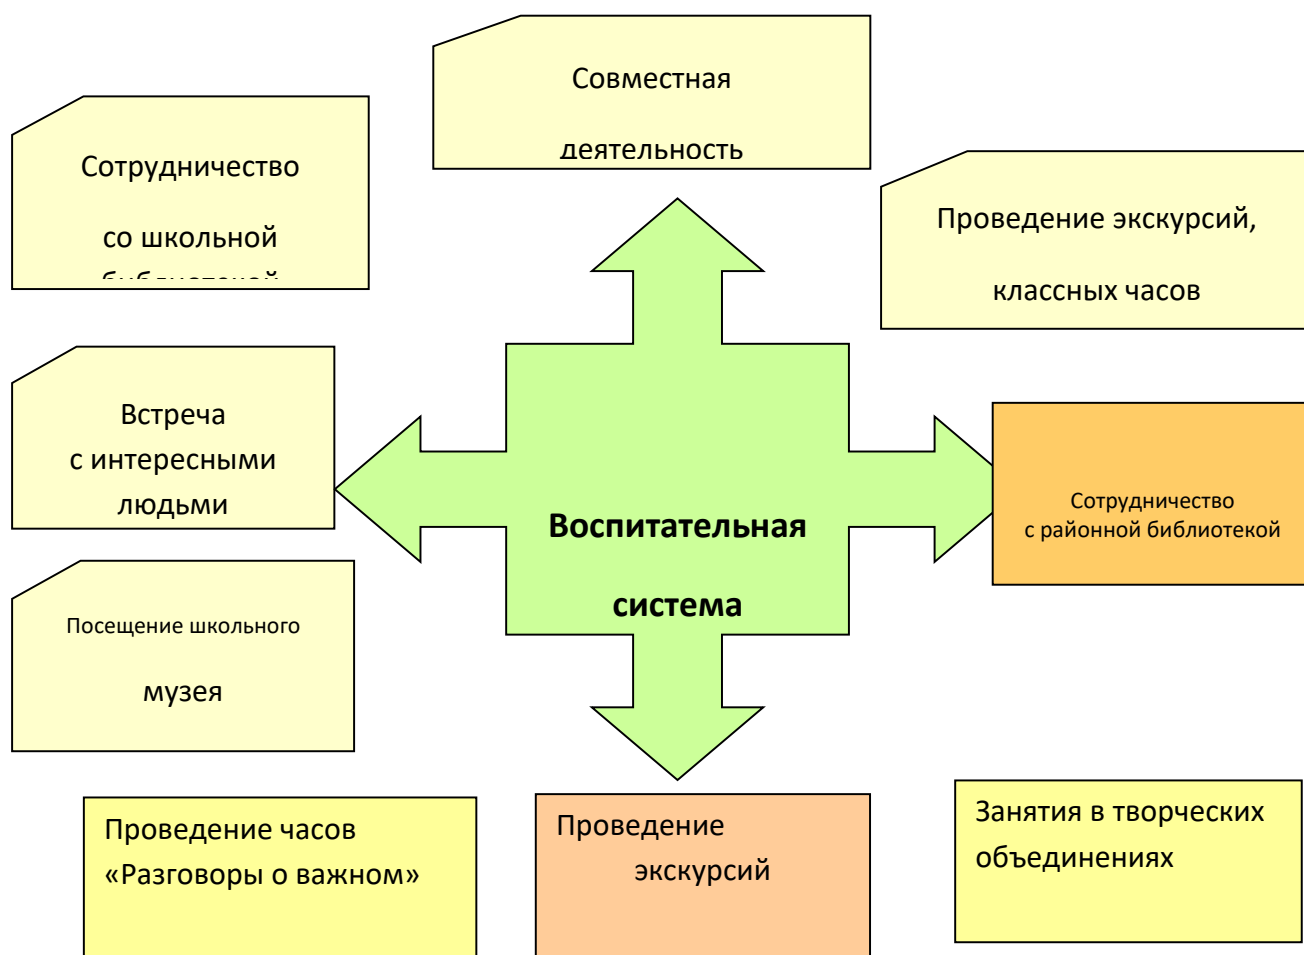 Совместная
деятельность
Сотрудничество
со школьной
библиотекой
Проведение экскурсий,
классных часов
Встреча
с интересными
людьми
Воспитательная
система
Сотрудничество
с районной библиотекой
Посещение школьного
музея
Проведение часов
«Разговоры о важном»
Проведение
экскурсий
Занятия в творческих
объединениях